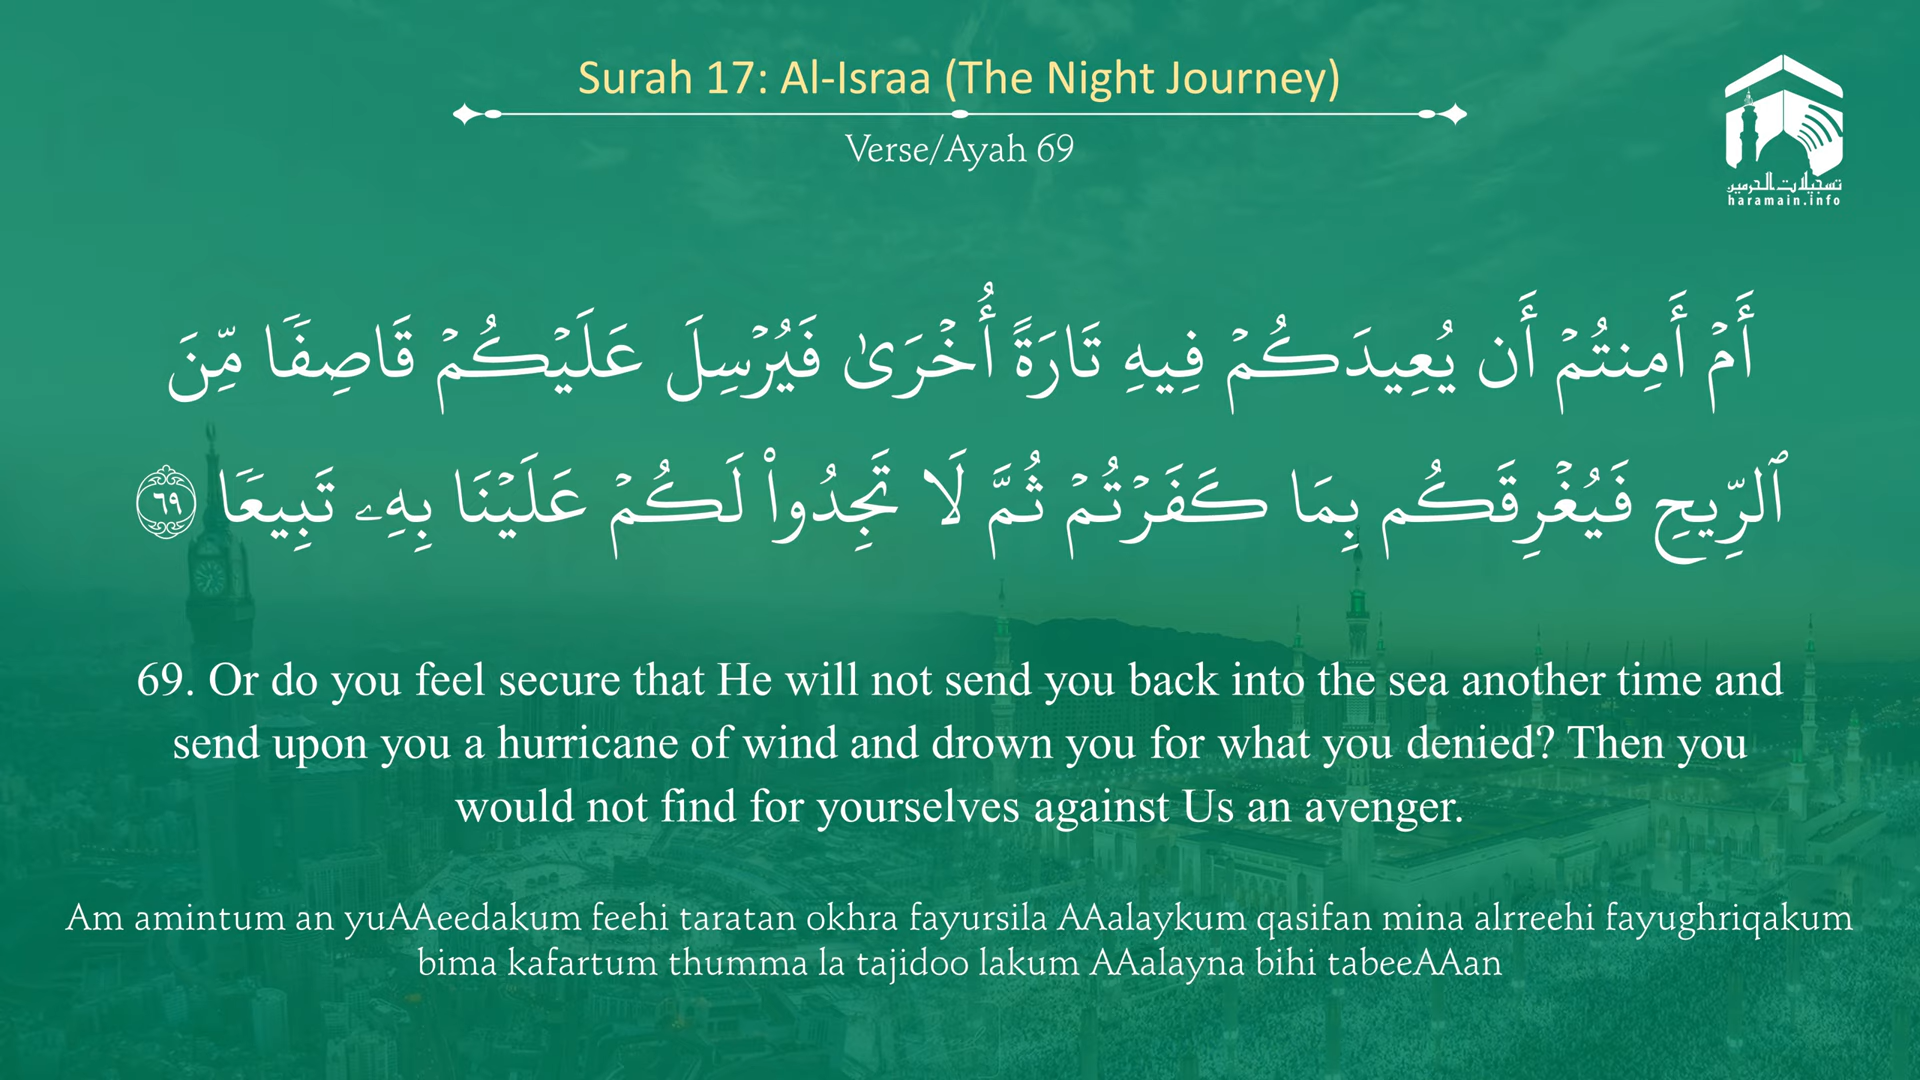 Surah 17: Al-Israa (The Night Journey)
Verse/Ayah 69
تسجيلات الحرمين
haramain.info
أَمۡ أَمِنتُمۡ أَن يُعِيدَكُمۡ فِيهِ تَارَةً أُخۡرَىٰ فَيُرۡسِلَ عَلَيۡكُمۡ قَاصِفٗا مِّنَ
ٱلرِّيحِ فَيُغۡرِقَكُم بِمَا كَفَرۡتُمۡ ثُمَّ لَا تَجِدُواْ لَكُمۡ عَلَيۡنَا بِهِۦ تَبِيعٗا ٦٩
69. Or do you feel secure that He will not send you back into the sea another time and
send upon you a hurricane of wind and drown you for what you denied? Then you
would not find for yourselves against Us an avenger.
Am amintum an yuAAeedakum feehi taratan okhra fayursila AAalaykum qasifan mina alrreehi fayughriqakum
bima kafartum thumma la tajidoo lakum AAalayna bihi tabeeAAan